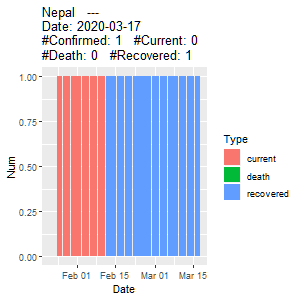 Nepal   ---
Date: 2020-03-17
#Confirmed: 1   #Current: 0
#Death: 0   #Recovered: 1
1.00
0.75
0.50
0.25
0.00
Num
Feb 01
Feb 15
Mar 01
Mar 15
Date
Type
current
death
recovered